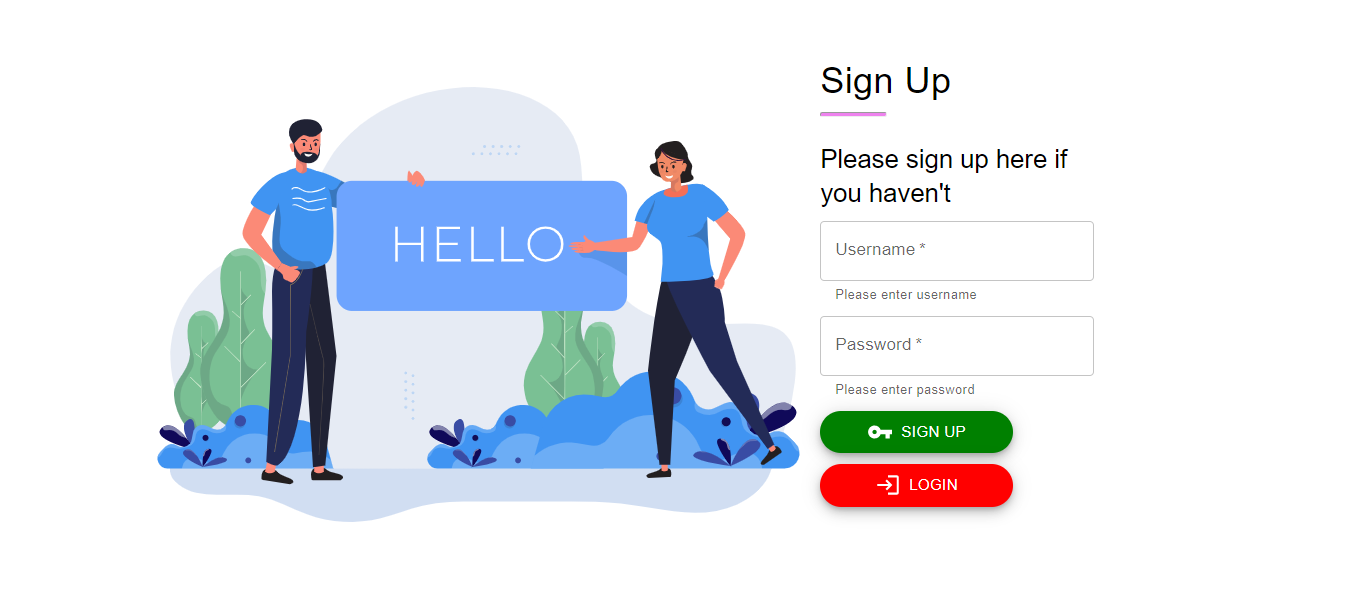 HELLO
Sign Up
Please sign up here if
you haven't
Username *
Please enter username
Password *
Please enter password
SIGN UP
LOGIN